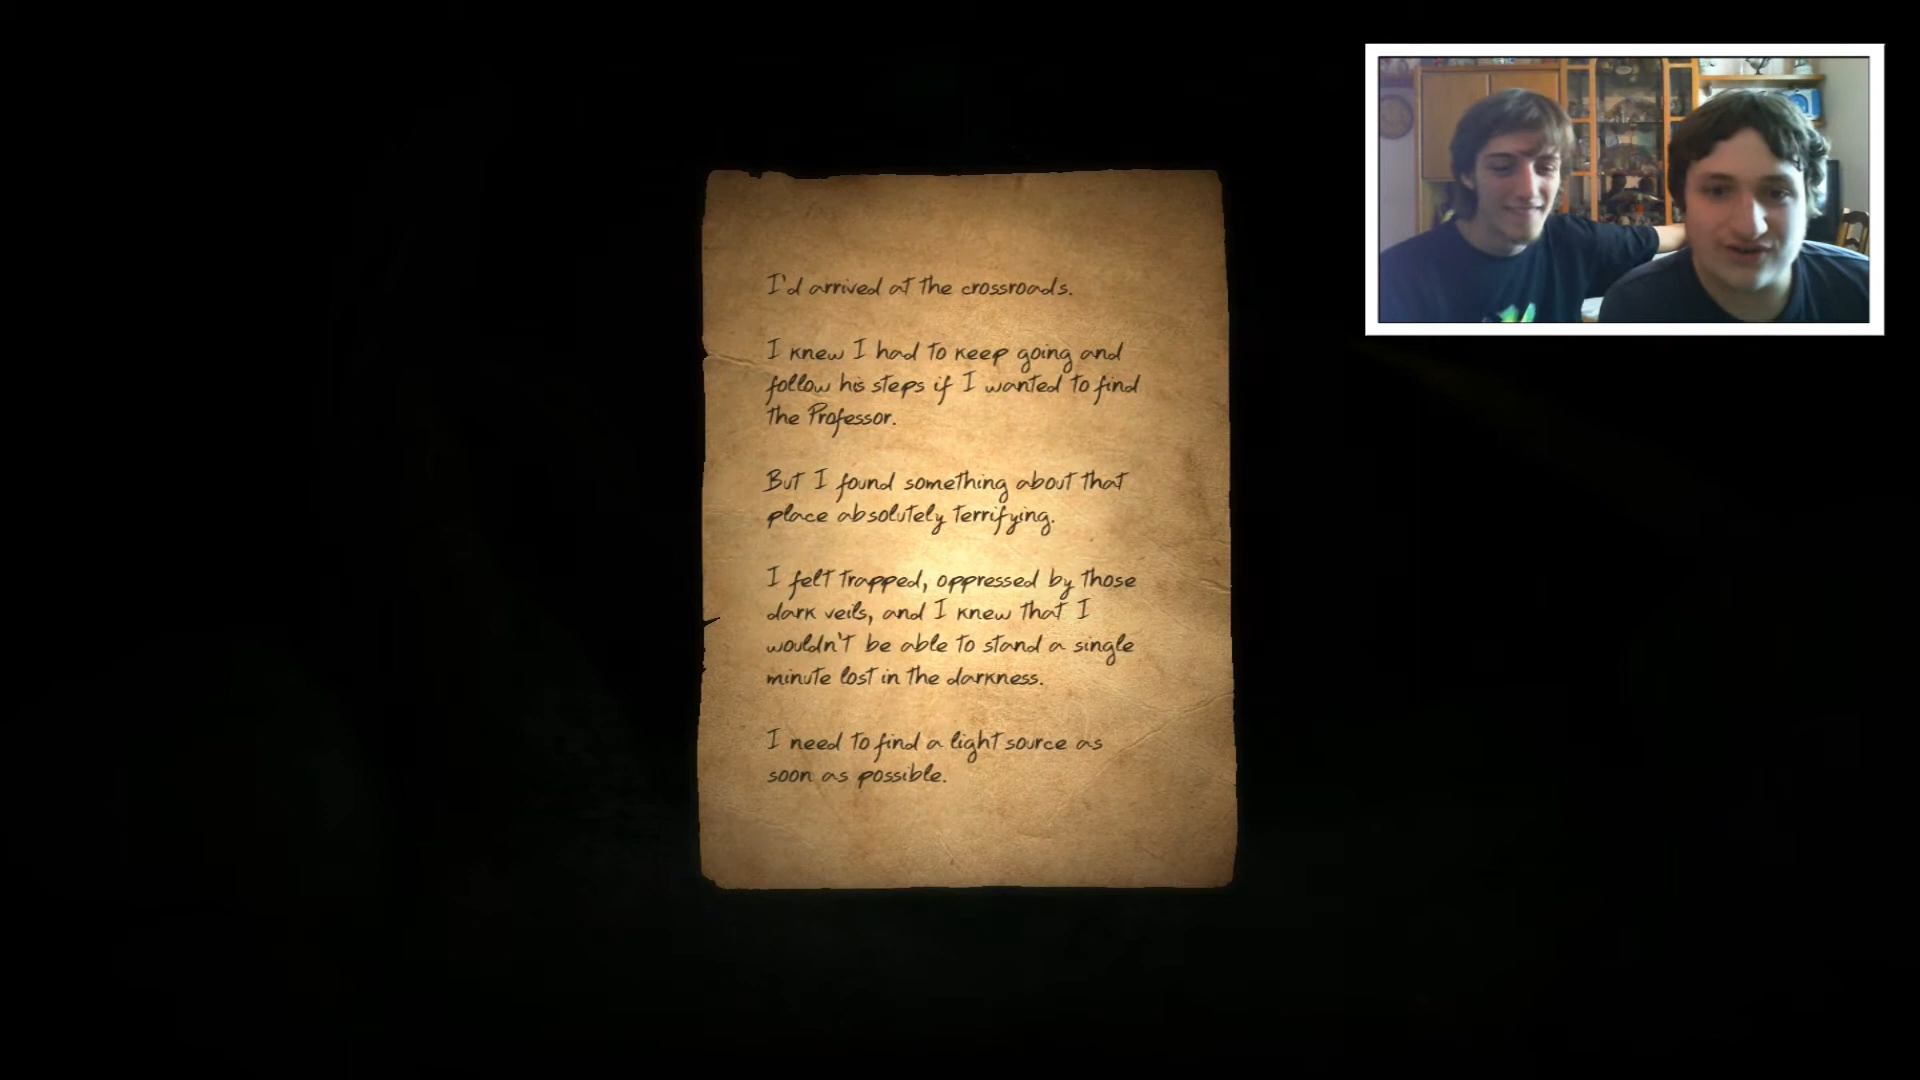 I'd arrived at the crossroads.
I knew I had to keep going and
follow his steps if I wanted to find
the Professor.
But I found something about that
place absolutely terrifying.
I felt trapped, oppressed by those
dark veils, and I knew that I
wouldn't be able to stand a single
minute lost in the darkness.
I need to find a light source as
soon as possible.